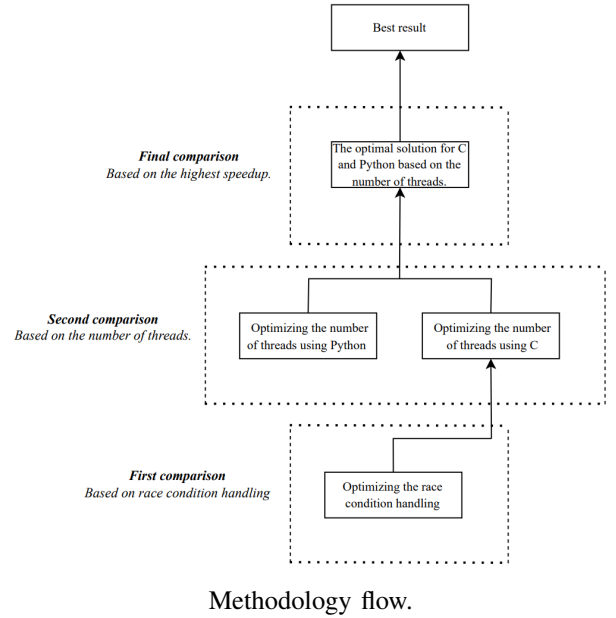 Best result
Final comparison
Based on the highest speedup.
The optimal solution for C
and Python based on the
number of threads.
Second comparison
Based on the number of threads.
Optimizing the number
of threads using Python
Optimizing the number
of threads using C
First comparison
Based on race condition handling
Optimizing the race
condition handling
Methodology flow.